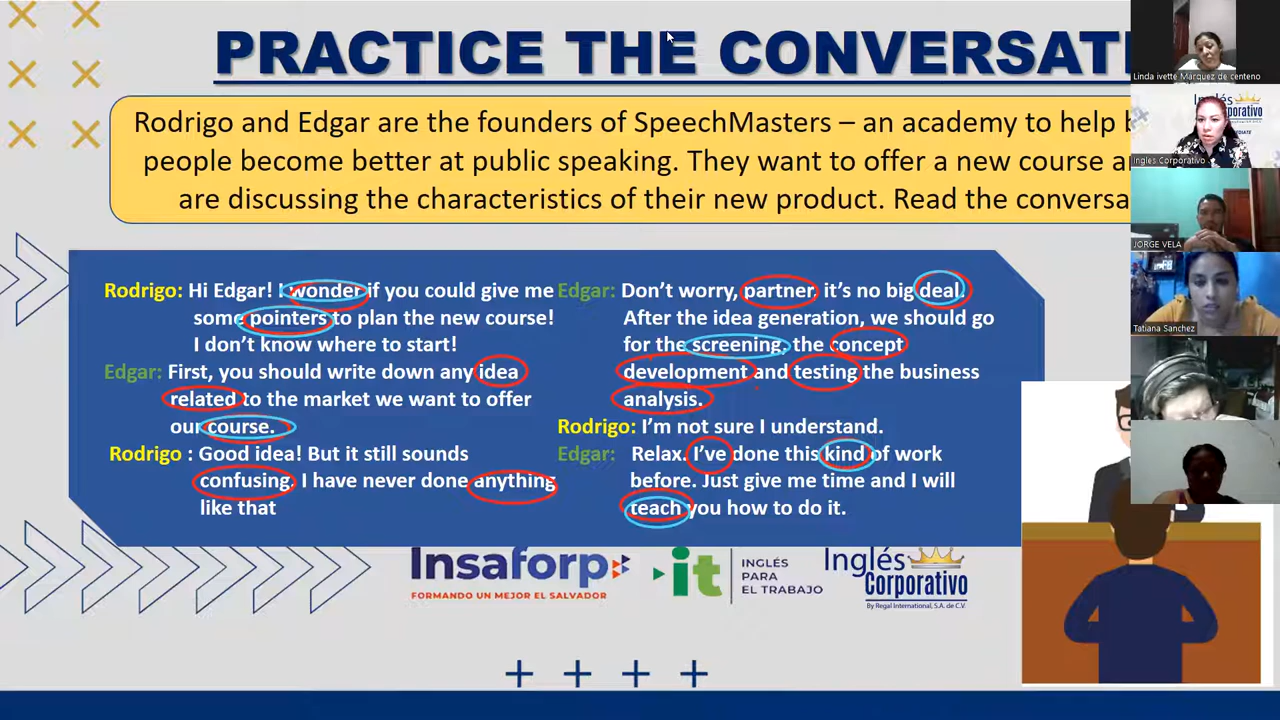 PRACTICE THE CONVERSATI
Rodrigo and Edgar are the founders of SpeechMasters – an academy to help b
people become better at public speaking. They want to offer a new course a
are discussing the characteristics of their new product. Read the conversa
Rodrigo: Hi Edgar! I wonder if you could give me
some pointers to plan the new course!
I don't know where to start!
Edgar: First, you should write down any idea
related to the market we want to offer
our course.
Rodrigo : Good idea! But it still sounds
confusing. I have never done anything
like that
Edgar: Don't worry, partner, it's no big deal.
After the idea generation, we should go
for the screening, the concept
development and testing the business
analysis.
Rodrigo: I'm not sure I understand.
Edgar: Relax. I've done this kind of work
before. Just give me time and I will
teach you how to do it.
Insaforp
FORMANDO UN MEJOR EL SALVADOR
it
INGLÉS
PARA
EL TRABAJO
Inglés
Corporativo
By Regal International, S.A. de C.V.
Linda ivette Marquez de centeno
Inglés
Corporativo
Ingles Corporativo
JORGE VELA
Tatiana Sanchez